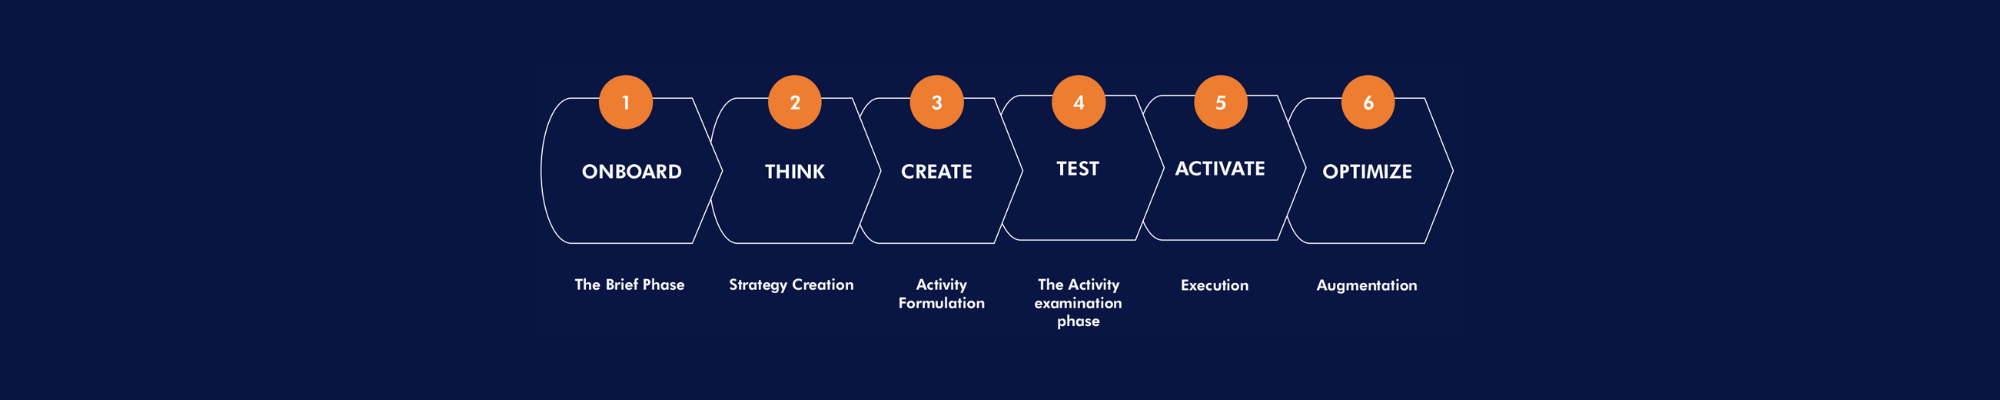 1
2
3
4
5
6
ONBOARD
THINK
CREATE
TEST
ACTIVATE
OPTIMIZE
The Brief Phase
Strategy Creation
Activity
Formulation
The Activity
examination
phase
Execution
Augmentation